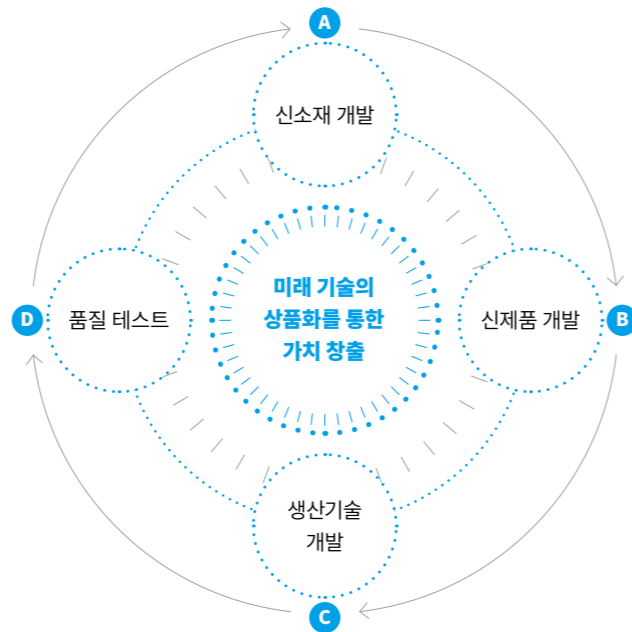 A
신소재 개발
미래 기술의
상품화를 통한
가치 창출
D
품질 테스트
신제품 개발
B
생산기술
개발
C